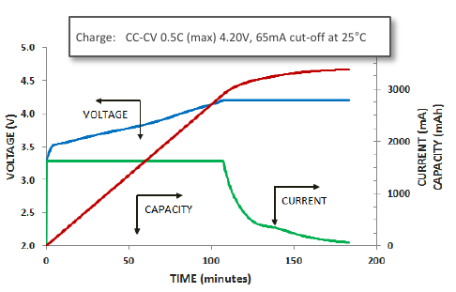 Charge: CC-CV 0.5C (max) 4.20V, 65mA cut-off at 25°C
5.0
4.5
4.0
3.5
3.0
2.5
2.0
VOLTAGE (V)
VOLTAGE
CAPACITY
CURRENT
3000
2000
1000
0
CURRENT (mA)
CAPACITY (mAh)
0
50
100
150
200
TIME (minutes)